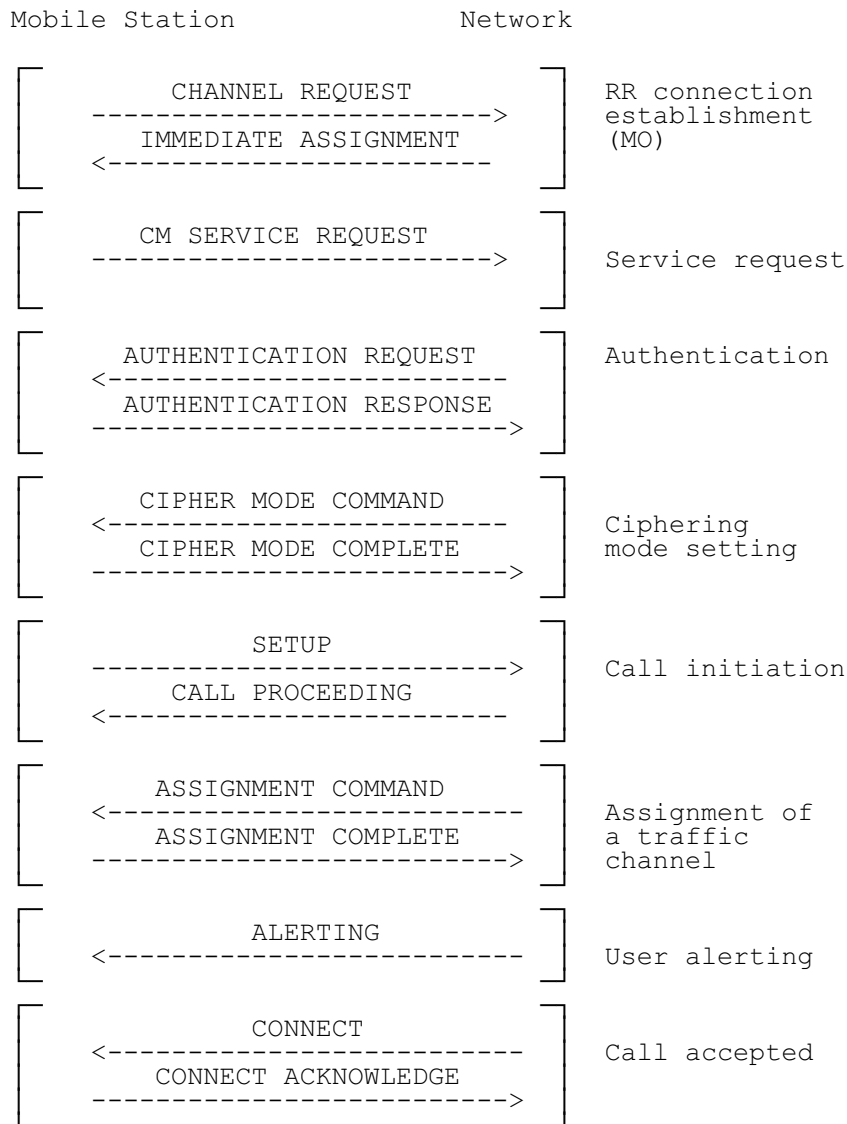 Mobile Station Network
CHANNEL REQUEST
RR connection
establishment
(MO)
IMMEDIATE ASSIGNMENT
CM SERVICE REQUEST
Service request
AUTHENTICATION REQUEST
Authentication
AUTHENTICATION RESPONSE
CIPHER MODE COMMAND
Ciphering
mode setting
CIPHER MODE COMPLETE
SETUP
Call initiation
CALL PROCEEDING
ASSIGNMENT COMMAND
Assignment of
a traffic
channel
ASSIGNMENT COMPLETE
ALERTING
User alerting
CONNECT
Call accepted
CONNECT ACKNOWLEDGE